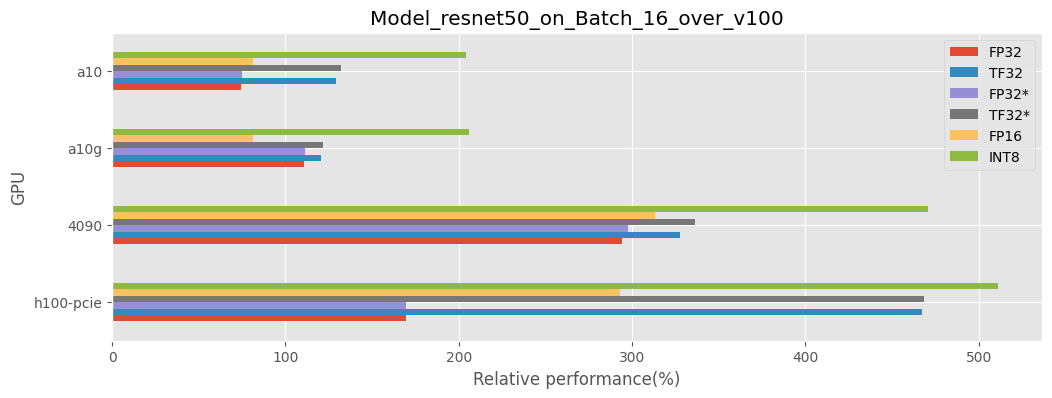 Model_resnet50_on_Batch_16_over_v100
FP32
TF32
FP32*
TF32*
FP16
INT8
GPU
a10
a10g
4090
h100-pcie
0 100 200 300 400 500
Relative performance(%)